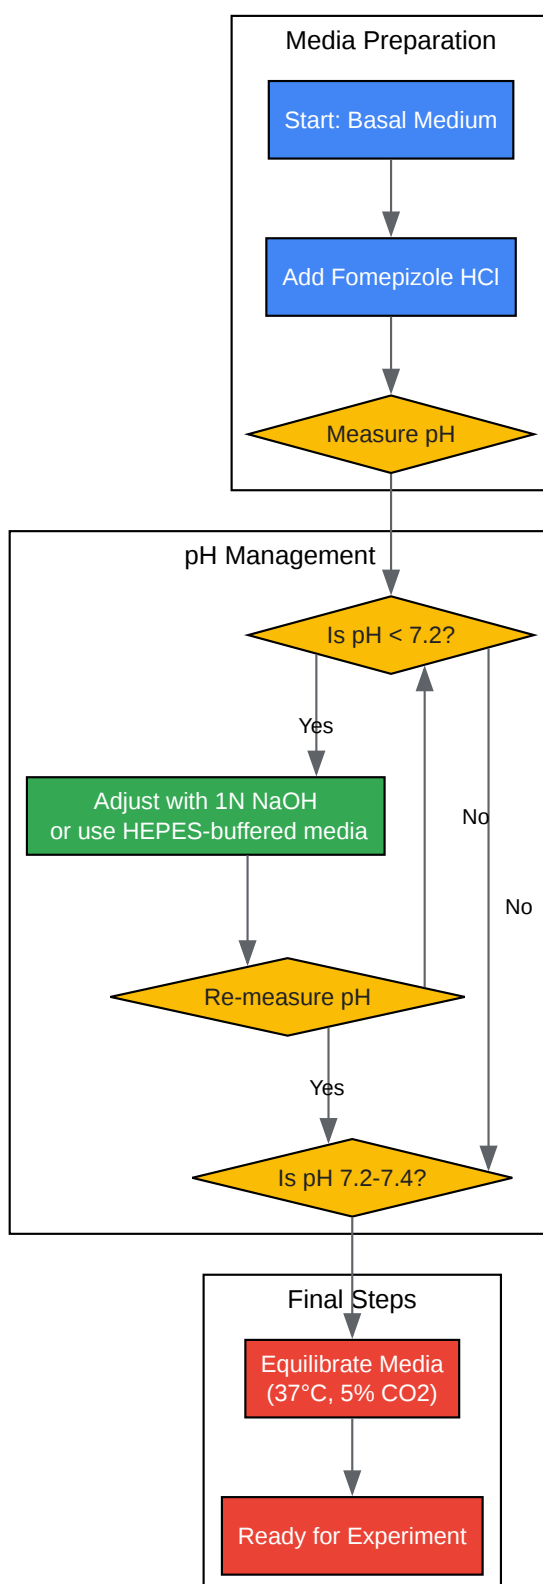 Media Preparation
Start: Basal Medium
Add Fomepizole HCl
Measure pH
pH Management
Is pH < 7.2?
Yes
Adjust with 1N NaOH
or use HEPES-buffered media
No
No
Re-measure pH
Yes
Is pH 7.2-7.4?
Final Steps
Equilibrate Media
(37°C, 5% CO2)
Ready for Experiment